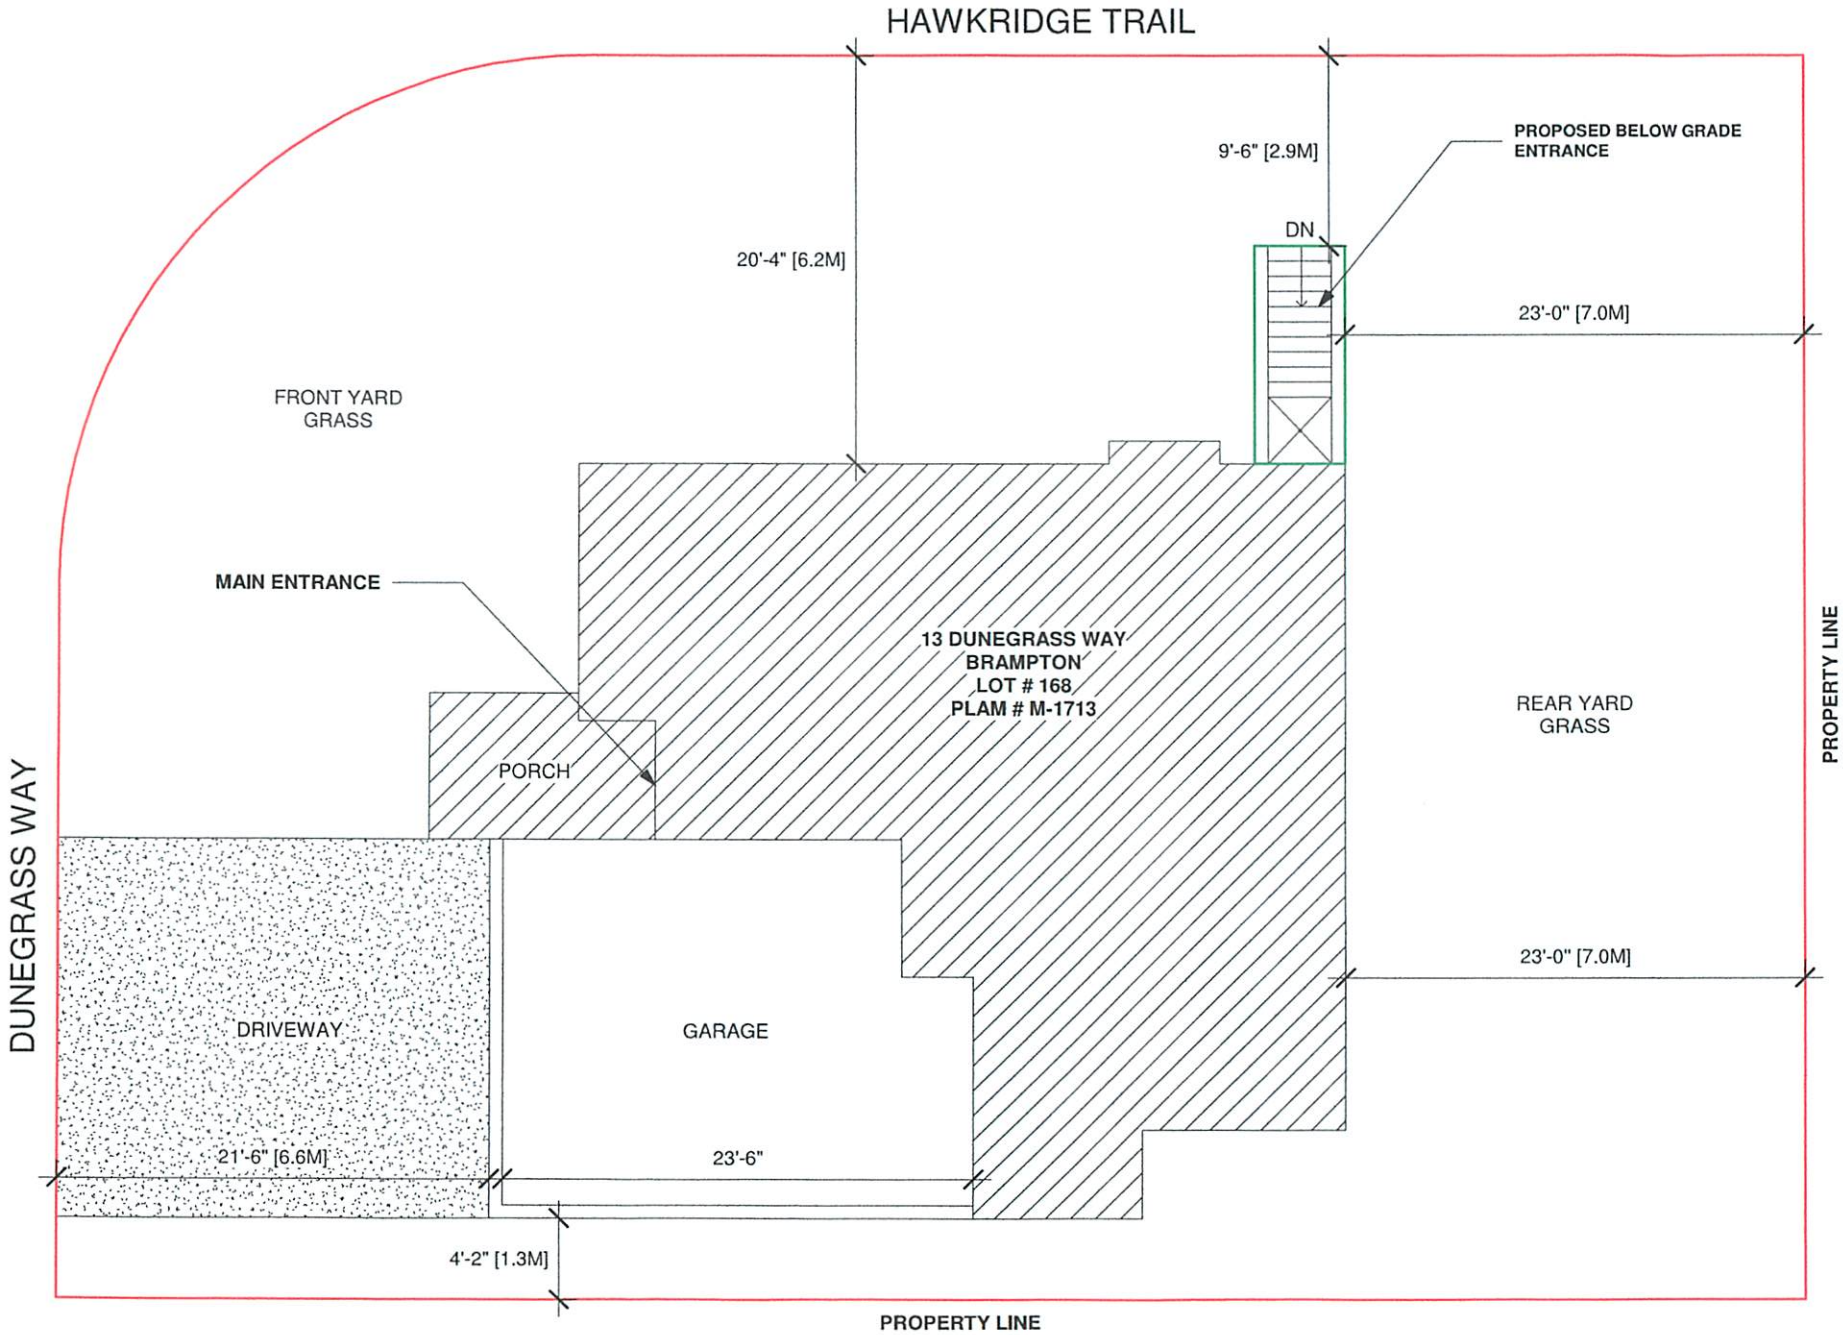 HAWKRIDGE TRAIL
PROPOSED BELOW GRADE
ENTRANCE
9'-6" [2.9M]
DN
20'-4" [6.2M]
23'-0" [7.0M]
FRONT YARD
GRASS
MAIN ENTRANCE
13 DUNEGRASS WAY
BRAMPTON
LOT # 168
PLAM # M-1713
REAR YARD
GRASS
PROPERTY LINE
PORCH
DUNEGRASS WAY
23'-0" [7.0M]
DRIVEWAY
GARAGE
21'-6" [6.6M]
23'-6"
4'-2" [1.3M]
PROPERTY LINE